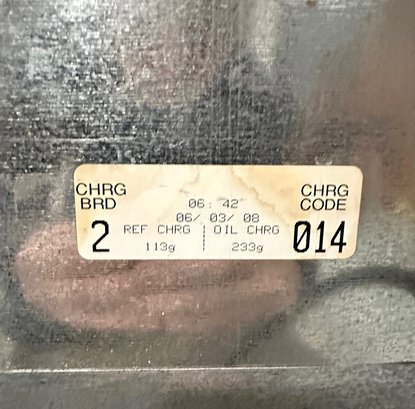 CHRG BRD
2
06: 42
06/ 03/ 08
REF CHRG | OIL CHRG
113g | 233g
CHRG CODE
014